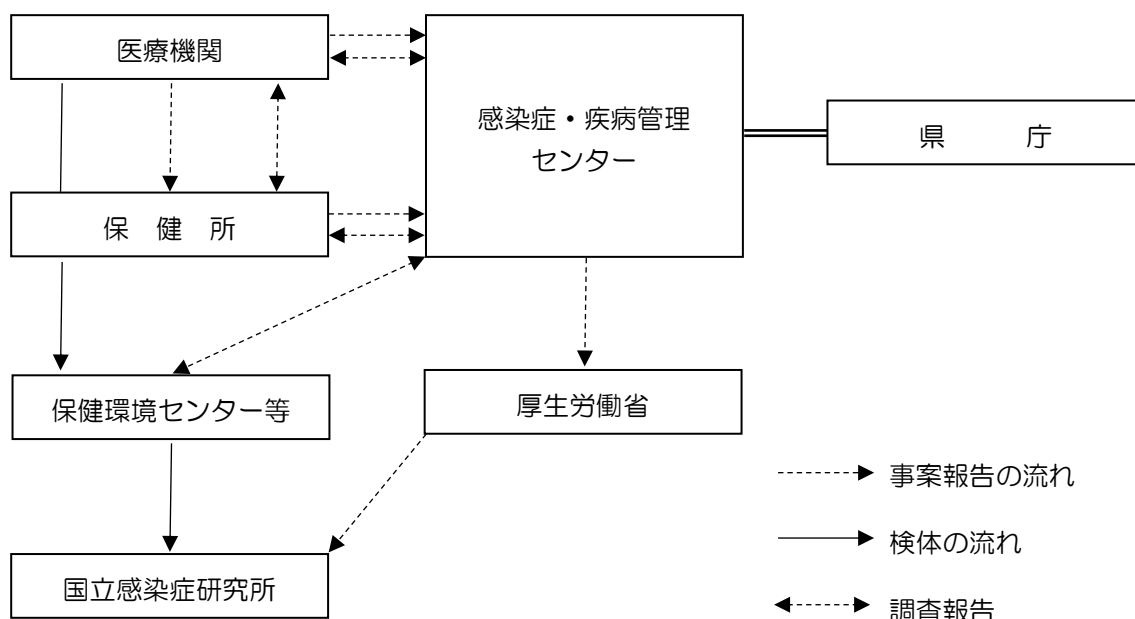 医療機関
感染症・疾病管理
センター
県　　　庁
保　健　所
保健環境センター等
厚生労働省
国立感染症研究所
事案報告の流れ
検体の流れ
調査報告